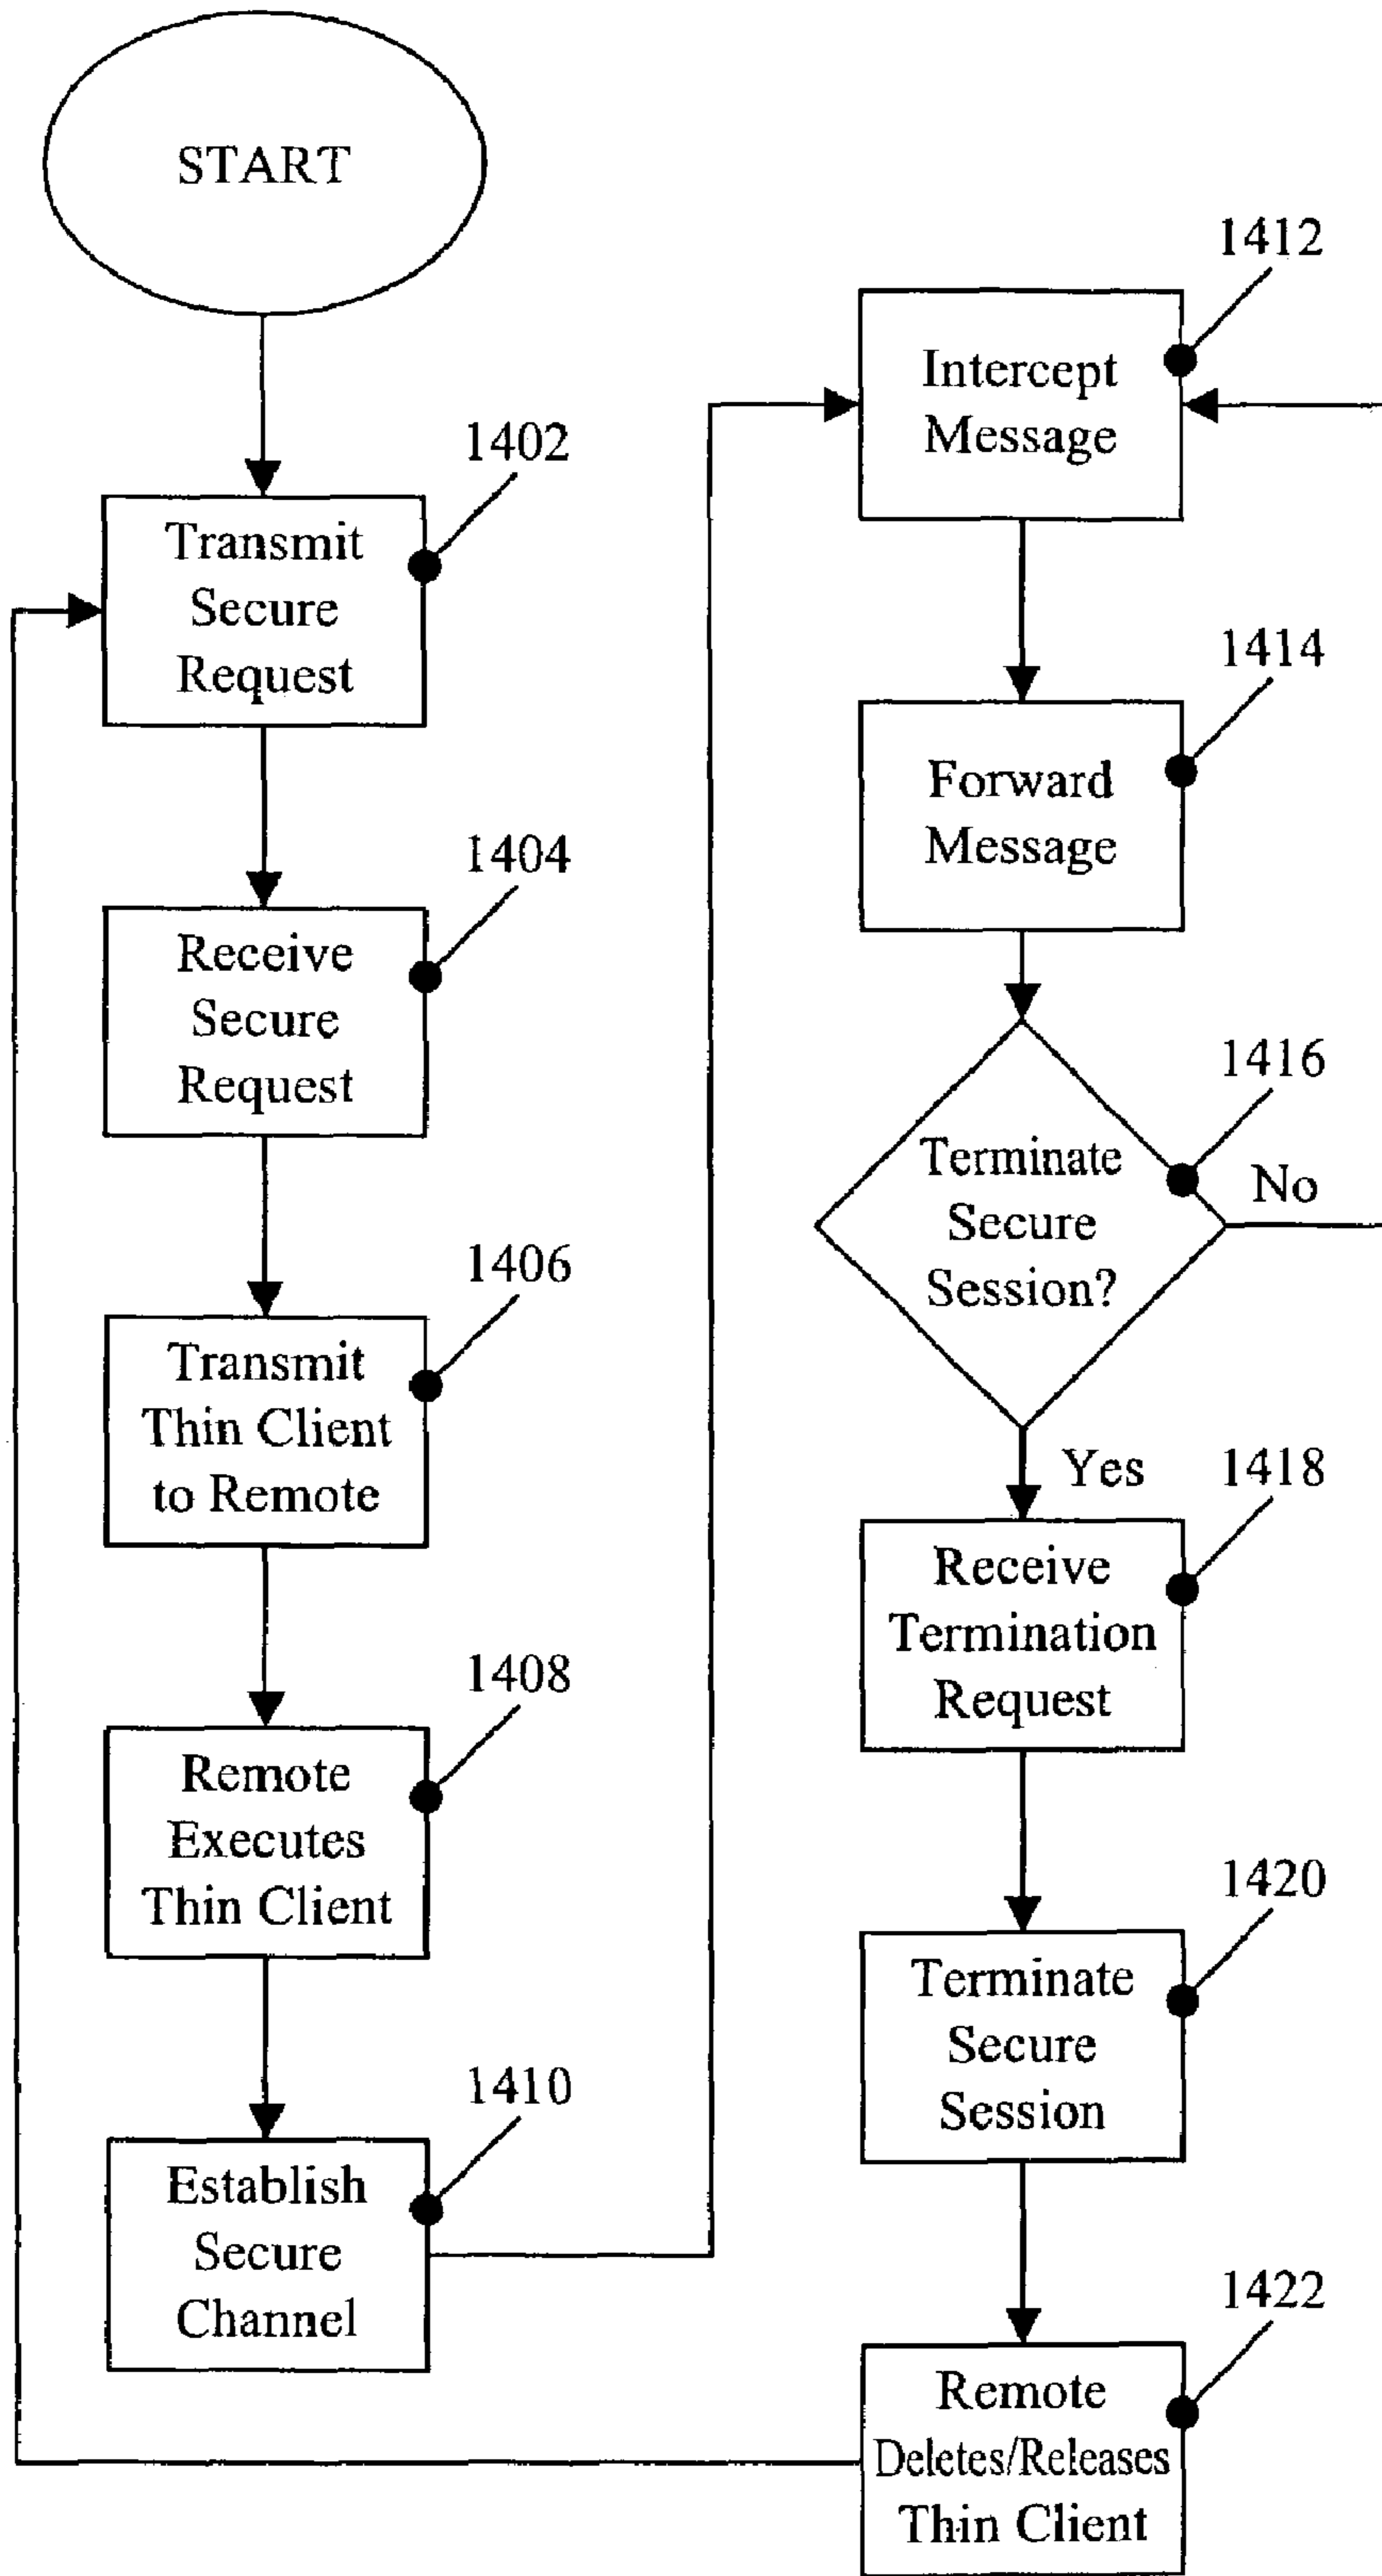 START
1402
Transmit
Secure
Request
1404
Receive
Secure
Request
1406
Transmit
Thin Client
to Remote
1408
Remote
Executes
Thin Client
1410
Establish
Secure
Channel
1412
Intercept
Message
1414
Forward
Message
1416
Terminate
Secure
Session?
No
Yes
1418
Receive
Termination
Request
1420
Terminate
Secure
Session
1422
Remote
Deletes/Releases
Thin Client